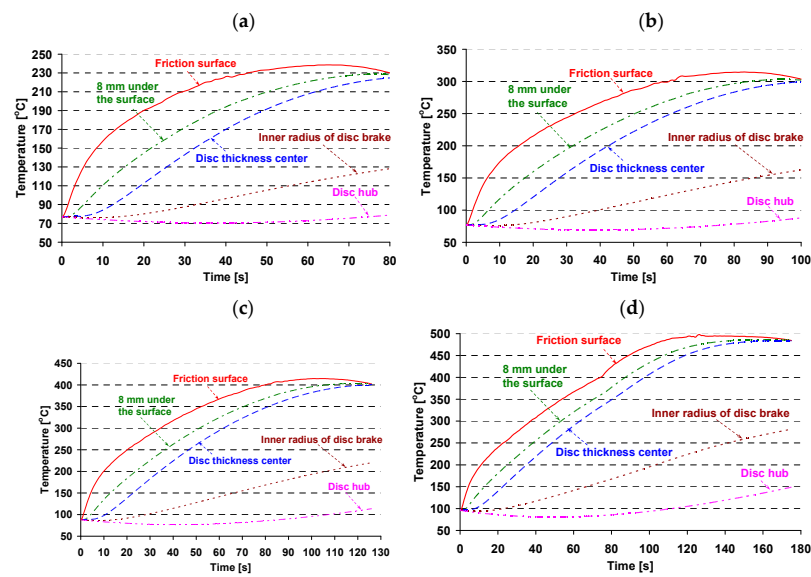 (a)
250
230
210
190
170
150
130
110
90
70
50
Temperature [°C]
Friction surface
8 mm under
the surface
Inner radius of disc brake
Disc thickness center
Disc hub
0 10 20 30 40 50 60 70 80
Time [s]
(b)
350
300
250
200
150
100
50
Temperature [°C]
Friction surface
8 mm under
the surface
Inner radius of disc brake
Disc thickness center
Disc hub
0 10 20 30 40 50 60 70 80 90 100
Time [s]
(c)
450
400
350
300
250
200
150
100
50
Temperature [°C]
Friction surface
8 mm under
the surface
Inner radius of disc brake
Disc thickness center
Disc hub
0 10 20 30 40 50 60 70 80 90 100 110 120 130
Time [s]
(d)
500
450
400
350
300
250
200
150
100
50
Temperature [°C]
Friction surface
8 mm under
the surface
Inner radius of disc brake
Disc thickness center
Disc hub
0 20 40 60 80 100 120 140 160 180
Time [s]